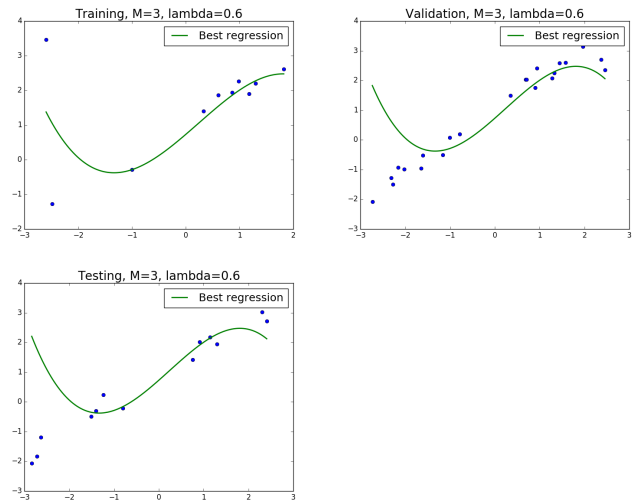 Training, M=3, lambda=0.6
Best regression
4
3
2
1
0
−1
−2
−3 −2 −1 0 1 2
Validation, M=3, lambda=0.6
Best regression
4
3
2
1
0
−1
−2
−3
−3 −2 −1 0 1 2 3
Testing, M=3, lambda=0.6
Best regression
4
3
2
1
0
−1
−2
−3
−3 −2 −1 0 1 2 3